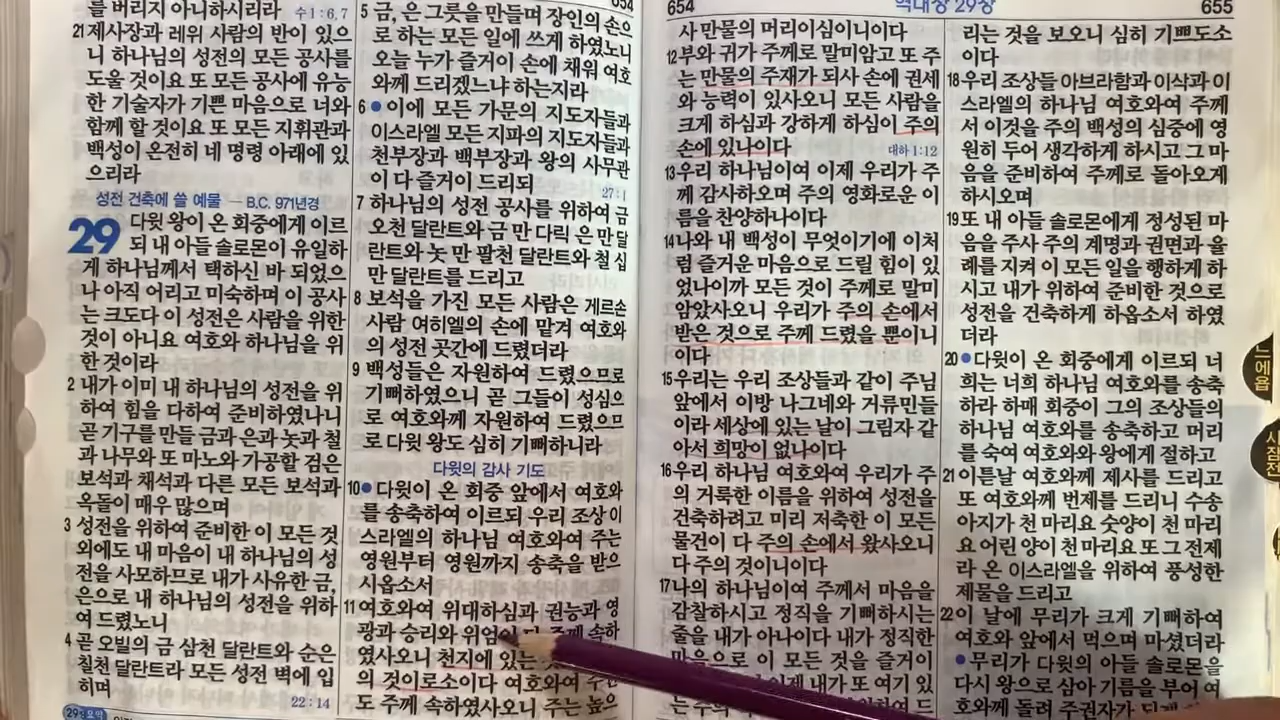 를 버리지 아니하시리라 수1:6,7
21 제사장과 레위 사람의 반이 있으
니 하나님의 성전의 모든 공사를
도울 것이요 또 모든 공사에 유능
한 기술자가 기쁜 마음으로 너와
함께 할 것이요 또 모든 지휘관과
백성이 온전히 네 명령 아래에 있
으리라
성전 건축에 쓸 예물 — B.C. 971년경
29 다윗 왕이 온 회중에게 이르
되 내 아들 솔로몬이 유일하
게 하나님께서 택하신 바 되었으
나 아직 어리고 미숙하며 이 공사
는 크도다 이 성전은 사람을 위한
것이 아니요 여호와 하나님을 위
한 것이라
2 내가 이미 내 하나님의 성전을 위
하여 힘을 다하여 준비하였나니
곧 기구를 만들 금과 은과 놋과 철
과 나무와 또 마노와 가공할 검은
보석과 채석과 다른 모든 보석과
옥돌이 매우 많으며
3 성전을 위하여 준비한 이 모든 것
외에도 내 마음이 내 하나님의 성
전을 사모하므로 내가 사유한 금,
은으로 내 하나님의 성전을 위하
여 드렸노니
4 곧 오빌의 금 삼천 달란트와 순은
칠천 달란트라 모든 성전 벽에 입
히며 22:14
654
5 금, 은 그릇을 만들며 장인의 손으
로 하는 모든 일에 쓰게 하였노니
오늘 누가 즐거이 손에 채워 여호
와께 드리겠느냐 하는지라
6 ●이에 모든 가문의 지도자들과
이스라엘 모든 지파의 지도자들과
천부장과 백부장과 왕의 사무관
이 다 즐거이 드리되 27:1
7 하나님의 성전 공사를 위하여 금
오천 달란트와 금 만 다릭 은 만 달
란트와 놋 만 팔천 달란트와 철 십
만 달란트를 드리고
8 보석을 가진 모든 사람은 게르손
사람 여히엘의 손에 맡겨 여호와
의 성전 곳간에 드렸더라
9 백성들은 자원하여 드렸으므로
기뻐하였으니 곧 그들이 성심으
로 여호와께 자원하여 드렸으므
로 다윗 왕도 심히 기뻐하니라
다윗의 감사 기도
10 ●다윗이 온 회중 앞에서 여호와
를 송축하여 이르되 우리 조상 이
스라엘의 하나님 여호와여 주는
영원부터 영원까지 송축을 받으
시옵소서
11 여호와여 위대하심과 권능과 영
광과 승리와 위엄이 다 주께 속하
였사오니 천지에 있는
의 것이로소이다 여호와여
도 주께 속하였사오니 주는 높으
654 역대상 29장 655
사 만물의 머리이심이니이다
12 부와 귀가 주께로 말미암고 또 주
는 만물의 주재가 되사 손에 권세
와 능력이 있사오니 모든 사람을
크게 하심과 강하게 하심이 주의
손에 있나이다 대하 1:12
13 우리 하나님이여 이제 우리가 주
께 감사하오며 주의 영화로운 이
름을 찬양하나이다
14 나와 내 백성이 무엇이기에 이처
럼 즐거운 마음으로 드릴 힘이 있
었나이까 모든 것이 주께로 말미
암았사오니 우리가 주의 손에서
받은 것으로 주께 드렸을 뿐이니
이다
15 우리는 우리 조상들과 같이 주님
앞에서 이방 나그네와 거류민들
이라 세상에 있는 날이 그림자 같
아서 희망이 없나이다
16 우리 하나님 여호와여 우리가 주
의 거룩한 이름을 위하여 성전을
건축하려고 미리 저축한 이 모든
물건이 다 주의 손에서 왔사오니
다 주의 것이니이다
17 나의 하나님이여 주께서 마음을
감찰하시고 정직을 기뻐하시는
줄을 내가 아나이다 내가 정직한
마음으로 이 모든 것을 즐거이
이제 내가 또 여기 있
는 주의
리는 것을 보오니 심히 기쁘도소
이다
18 우리 조상들 아브라함과 이삭과 이
스라엘의 하나님 여호와여 주께
서 이것을 주의 백성의 심중에 영
원히 두어 생각하게 하시고 그 마
음을 준비하여 주께로 돌아오게
하시오며
19 또 내 아들 솔로몬에게 정성된 마
음을 주사 주의 계명과 권면과 율
례를 지켜 이 모든 일을 행하게 하
시고 내가 위하여 준비한 것으로
성전을 건축하게 하옵소서 하였
더라
20 ●다윗이 온 회중에게 이르되 너
희는 너희 하나님 여호와를 송축
하라 하매 회중이 그의 조상들의
하나님 여호와를 송축하고 머리
를 숙여 여호와와 왕에게 절하고
21 이튿날 여호와께 제사를 드리고
또 여호와께 번제를 드리니 수송
아지가 천 마리요 숫양이 천 마리
요 어린 양이 천 마리요 또 그 전제
라 온 이스라엘을 위하여 풍성한
제물을 드리고
22 이 날에 무리가 크게 기뻐하여
여호와 앞에서 먹으며 마셨더라
●무리가 다윗의 아들 솔로몬을
다시 왕으로 삼아 기름을 부어 여
호와께 돌려 주권자가 되게